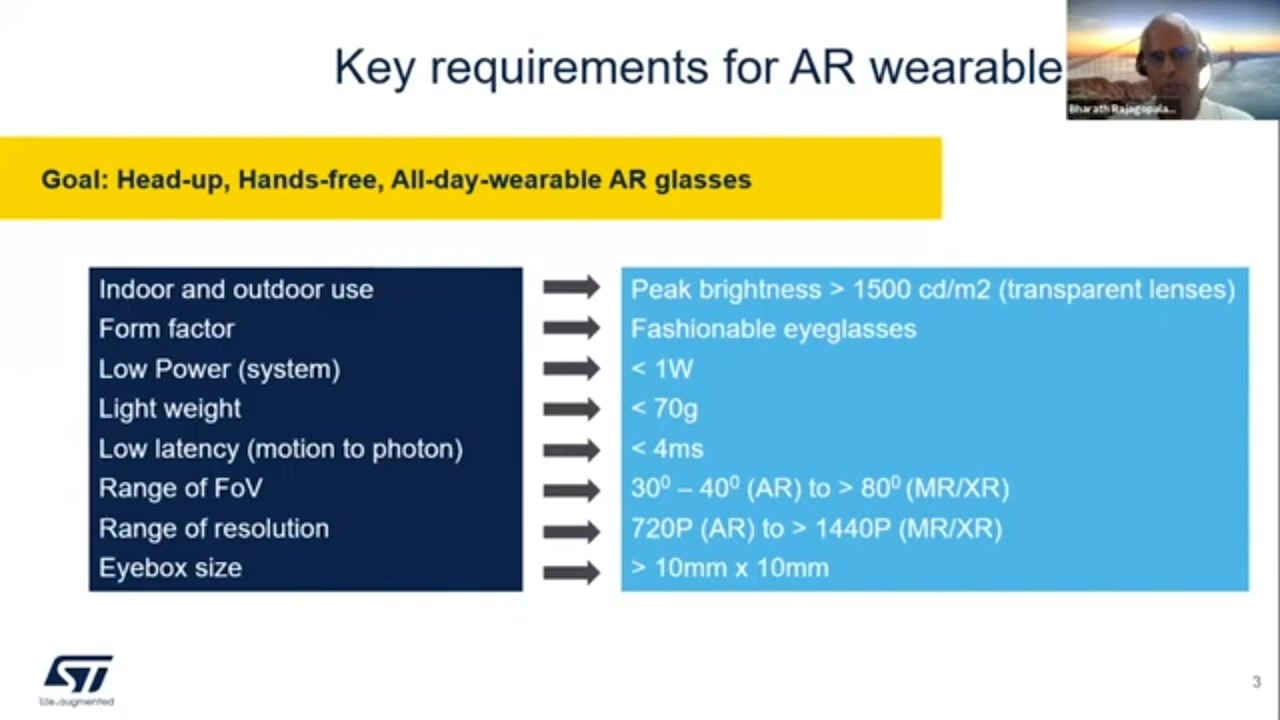 Key requirements for AR wearable
Bharath Rajagopala...
Goal: Head-up, Hands-free, All-day-wearable AR glasses
Indoor and outdoor use
Peak brightness > 1500 cd/m2 (transparent lenses)
Form factor
Fashionable eyeglasses
Low Power (system)
< 1W
Light weight
< 70g
Low latency (motion to photon)
< 4ms
Range of FoV
30⁰ – 40⁰ (AR) to > 80⁰ (MR/XR)
Range of resolution
720P (AR) to > 1440P (MR/XR)
Eyebox size
> 10mm x 10mm
ST
life.augmented
3